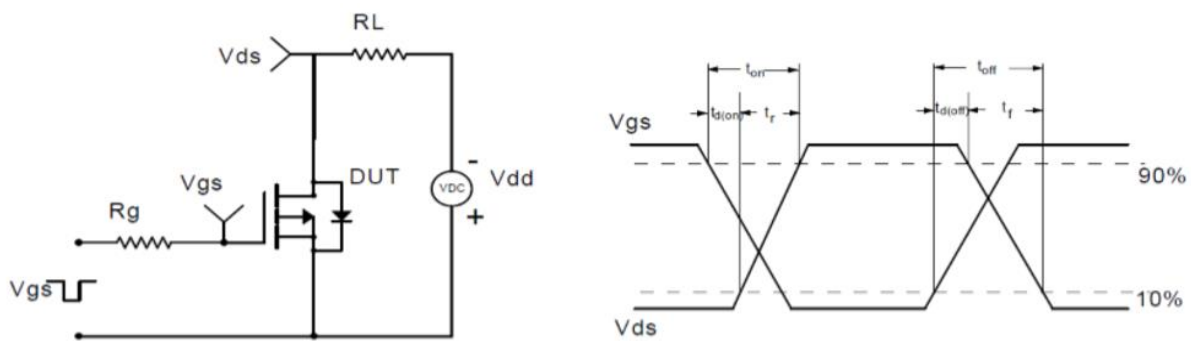 RL
Vds
Vgs
DUT
VDC
-
Vdd
+
Rg
Vgs
ton
toff
td(on)
tr
td(off)
tf
Vgs
90%
10%
Vds